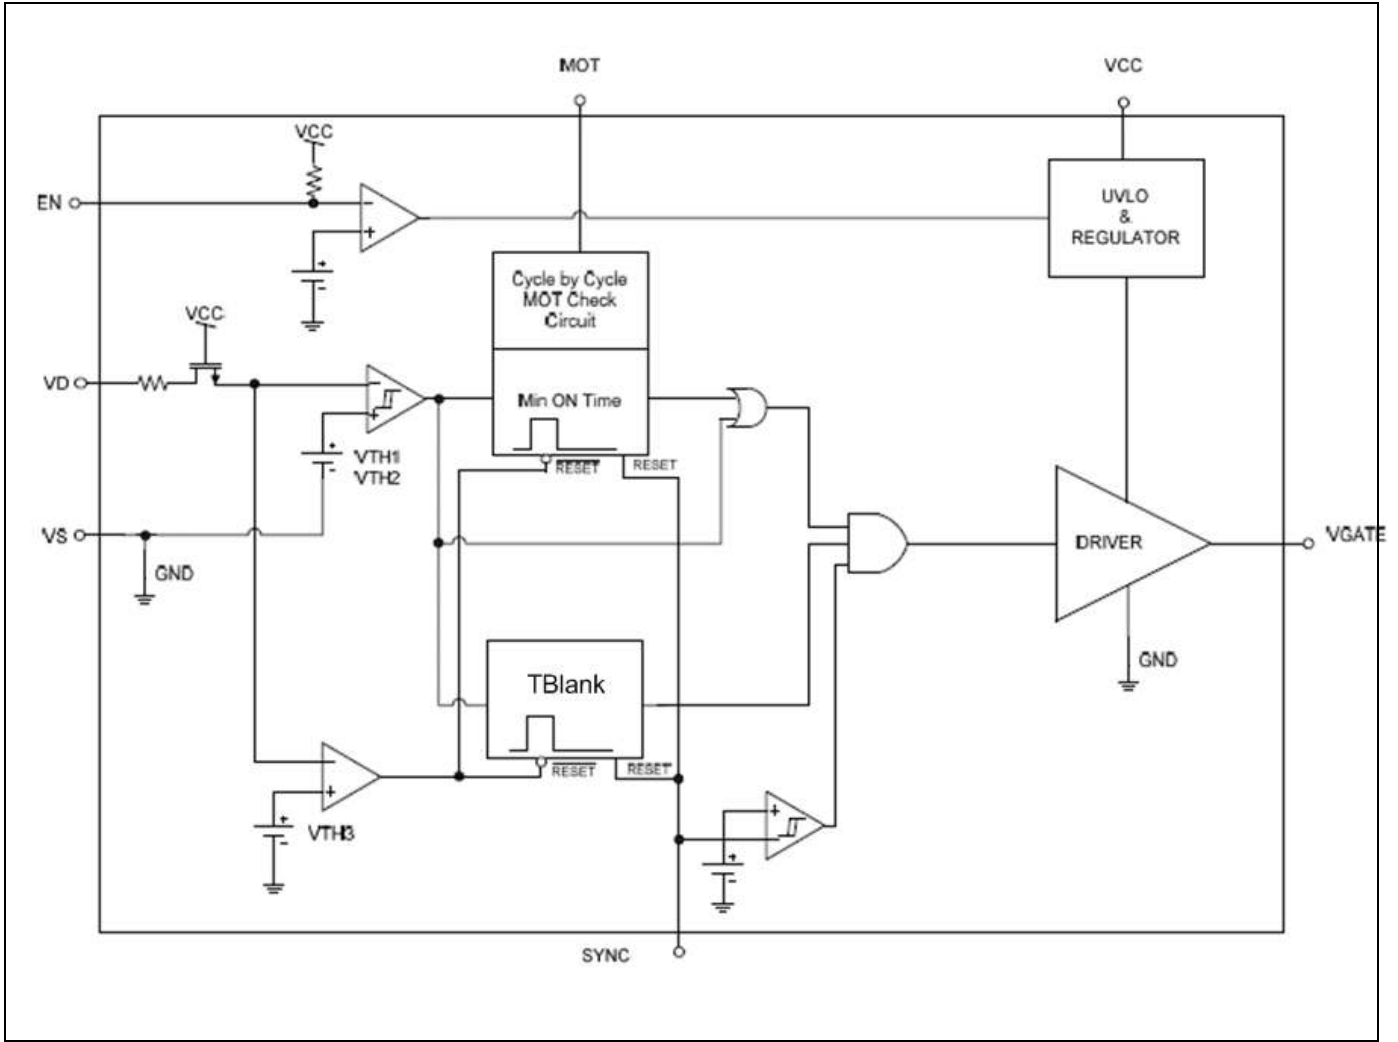 MOT
VCC
VCC
EN
-
+
+
-
UVLO
&
REGULATOR
Cycle by Cycle
MOT Check
Circuit
VCC
VD
-
+
+
-
VTH1
VTH2
Min ON Time
RESET
RESET
VS
GND
DRIVER
VGATE
GND
TBlank
RESET
RESET
-
+
+
-
VTH3
+
-
+
-
SYNC